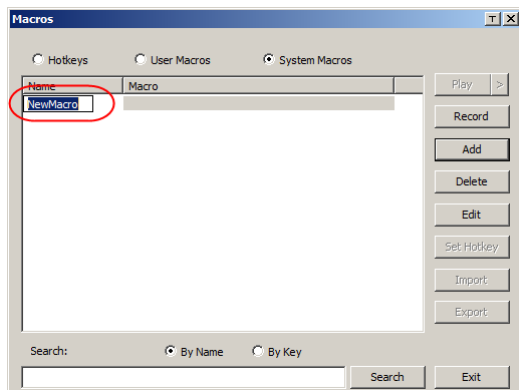 Macros
T X
Hotkeys User Macros System Macros
Name Macro
Play >
NewMacro
Record
Add
Delete
Edit
Set Hotkey
Import
Export
Search: By Name By Key
Search Exit